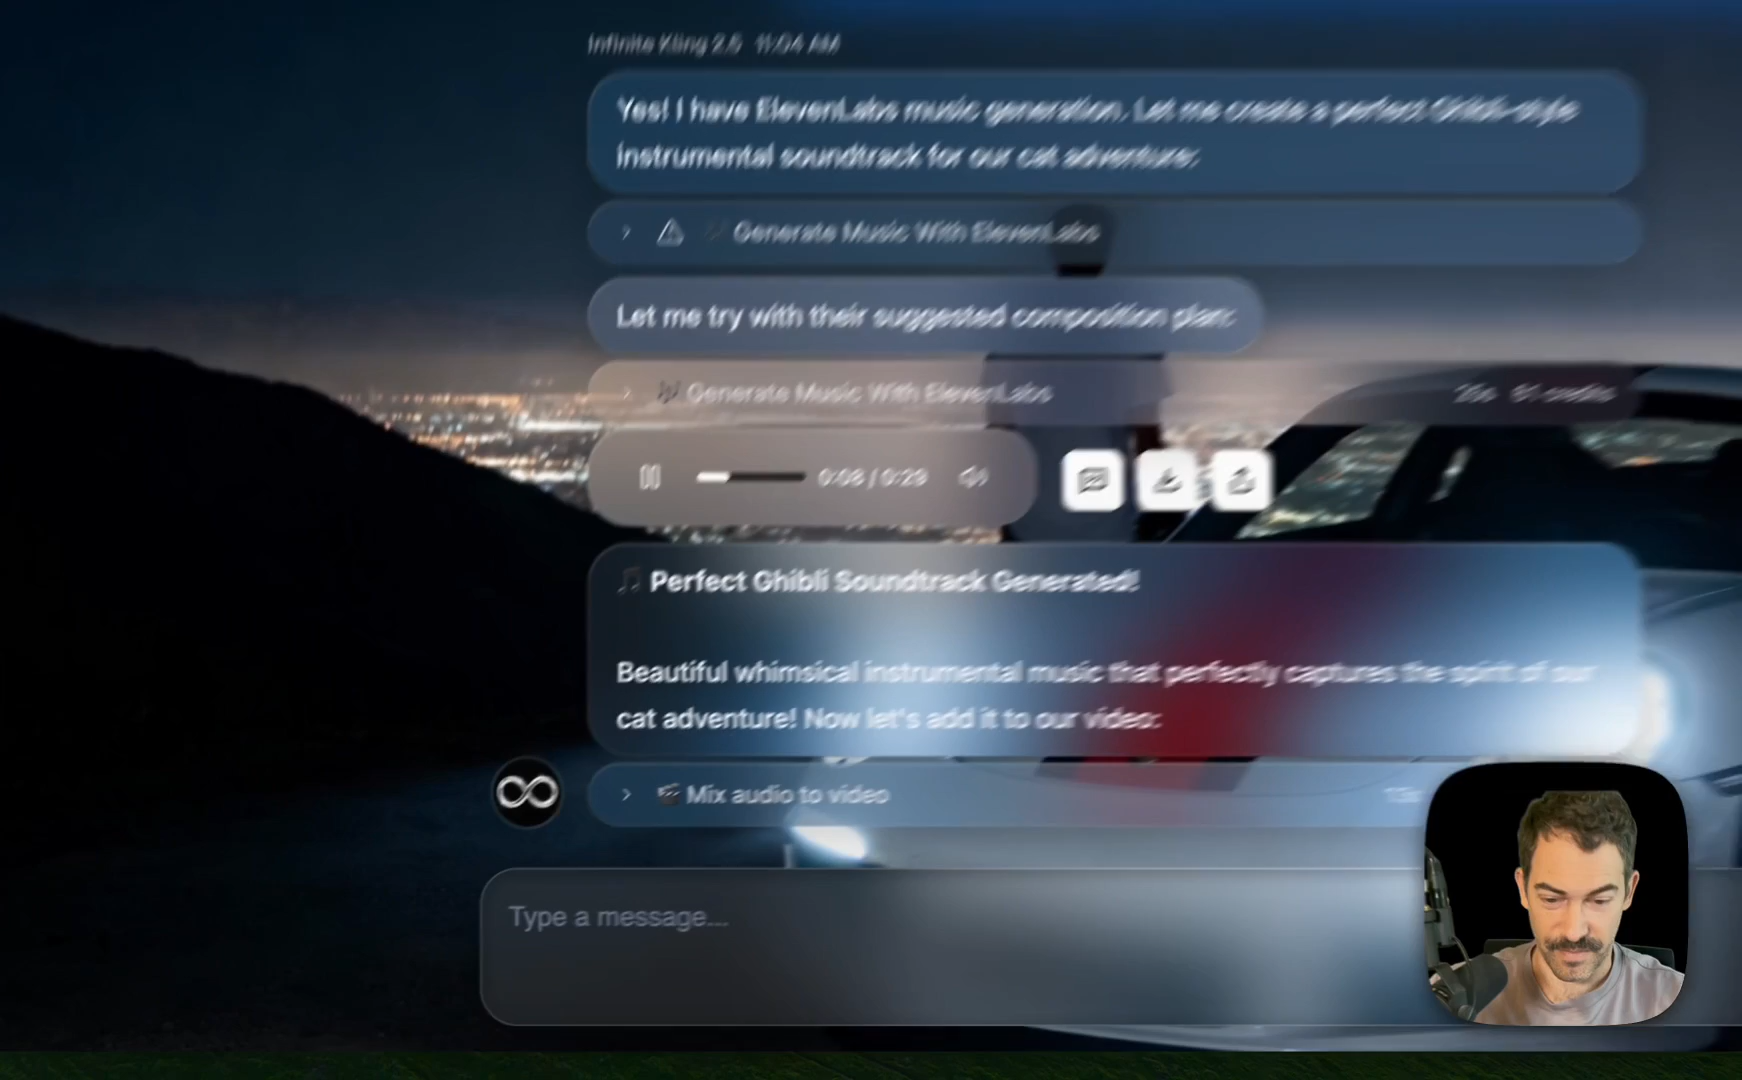 Infinite Kling 2.5 11:04 AM
Yes! I have ElevenLabs music generation. Let me create a perfect Ghibli-style
instrumental soundtrack for our cat adventure:
Generate Music With ElevenLabs
Let me try with their suggested composition plan:
Generate Music With ElevenLabs
credits
0:08 / 0:29
Perfect Ghibli Soundtrack Generated!
Beautiful whimsical instrumental music that perfectly captures the spirit of our
cat adventure! Now let's add it to our video:
Mix audio to video
Type a message...